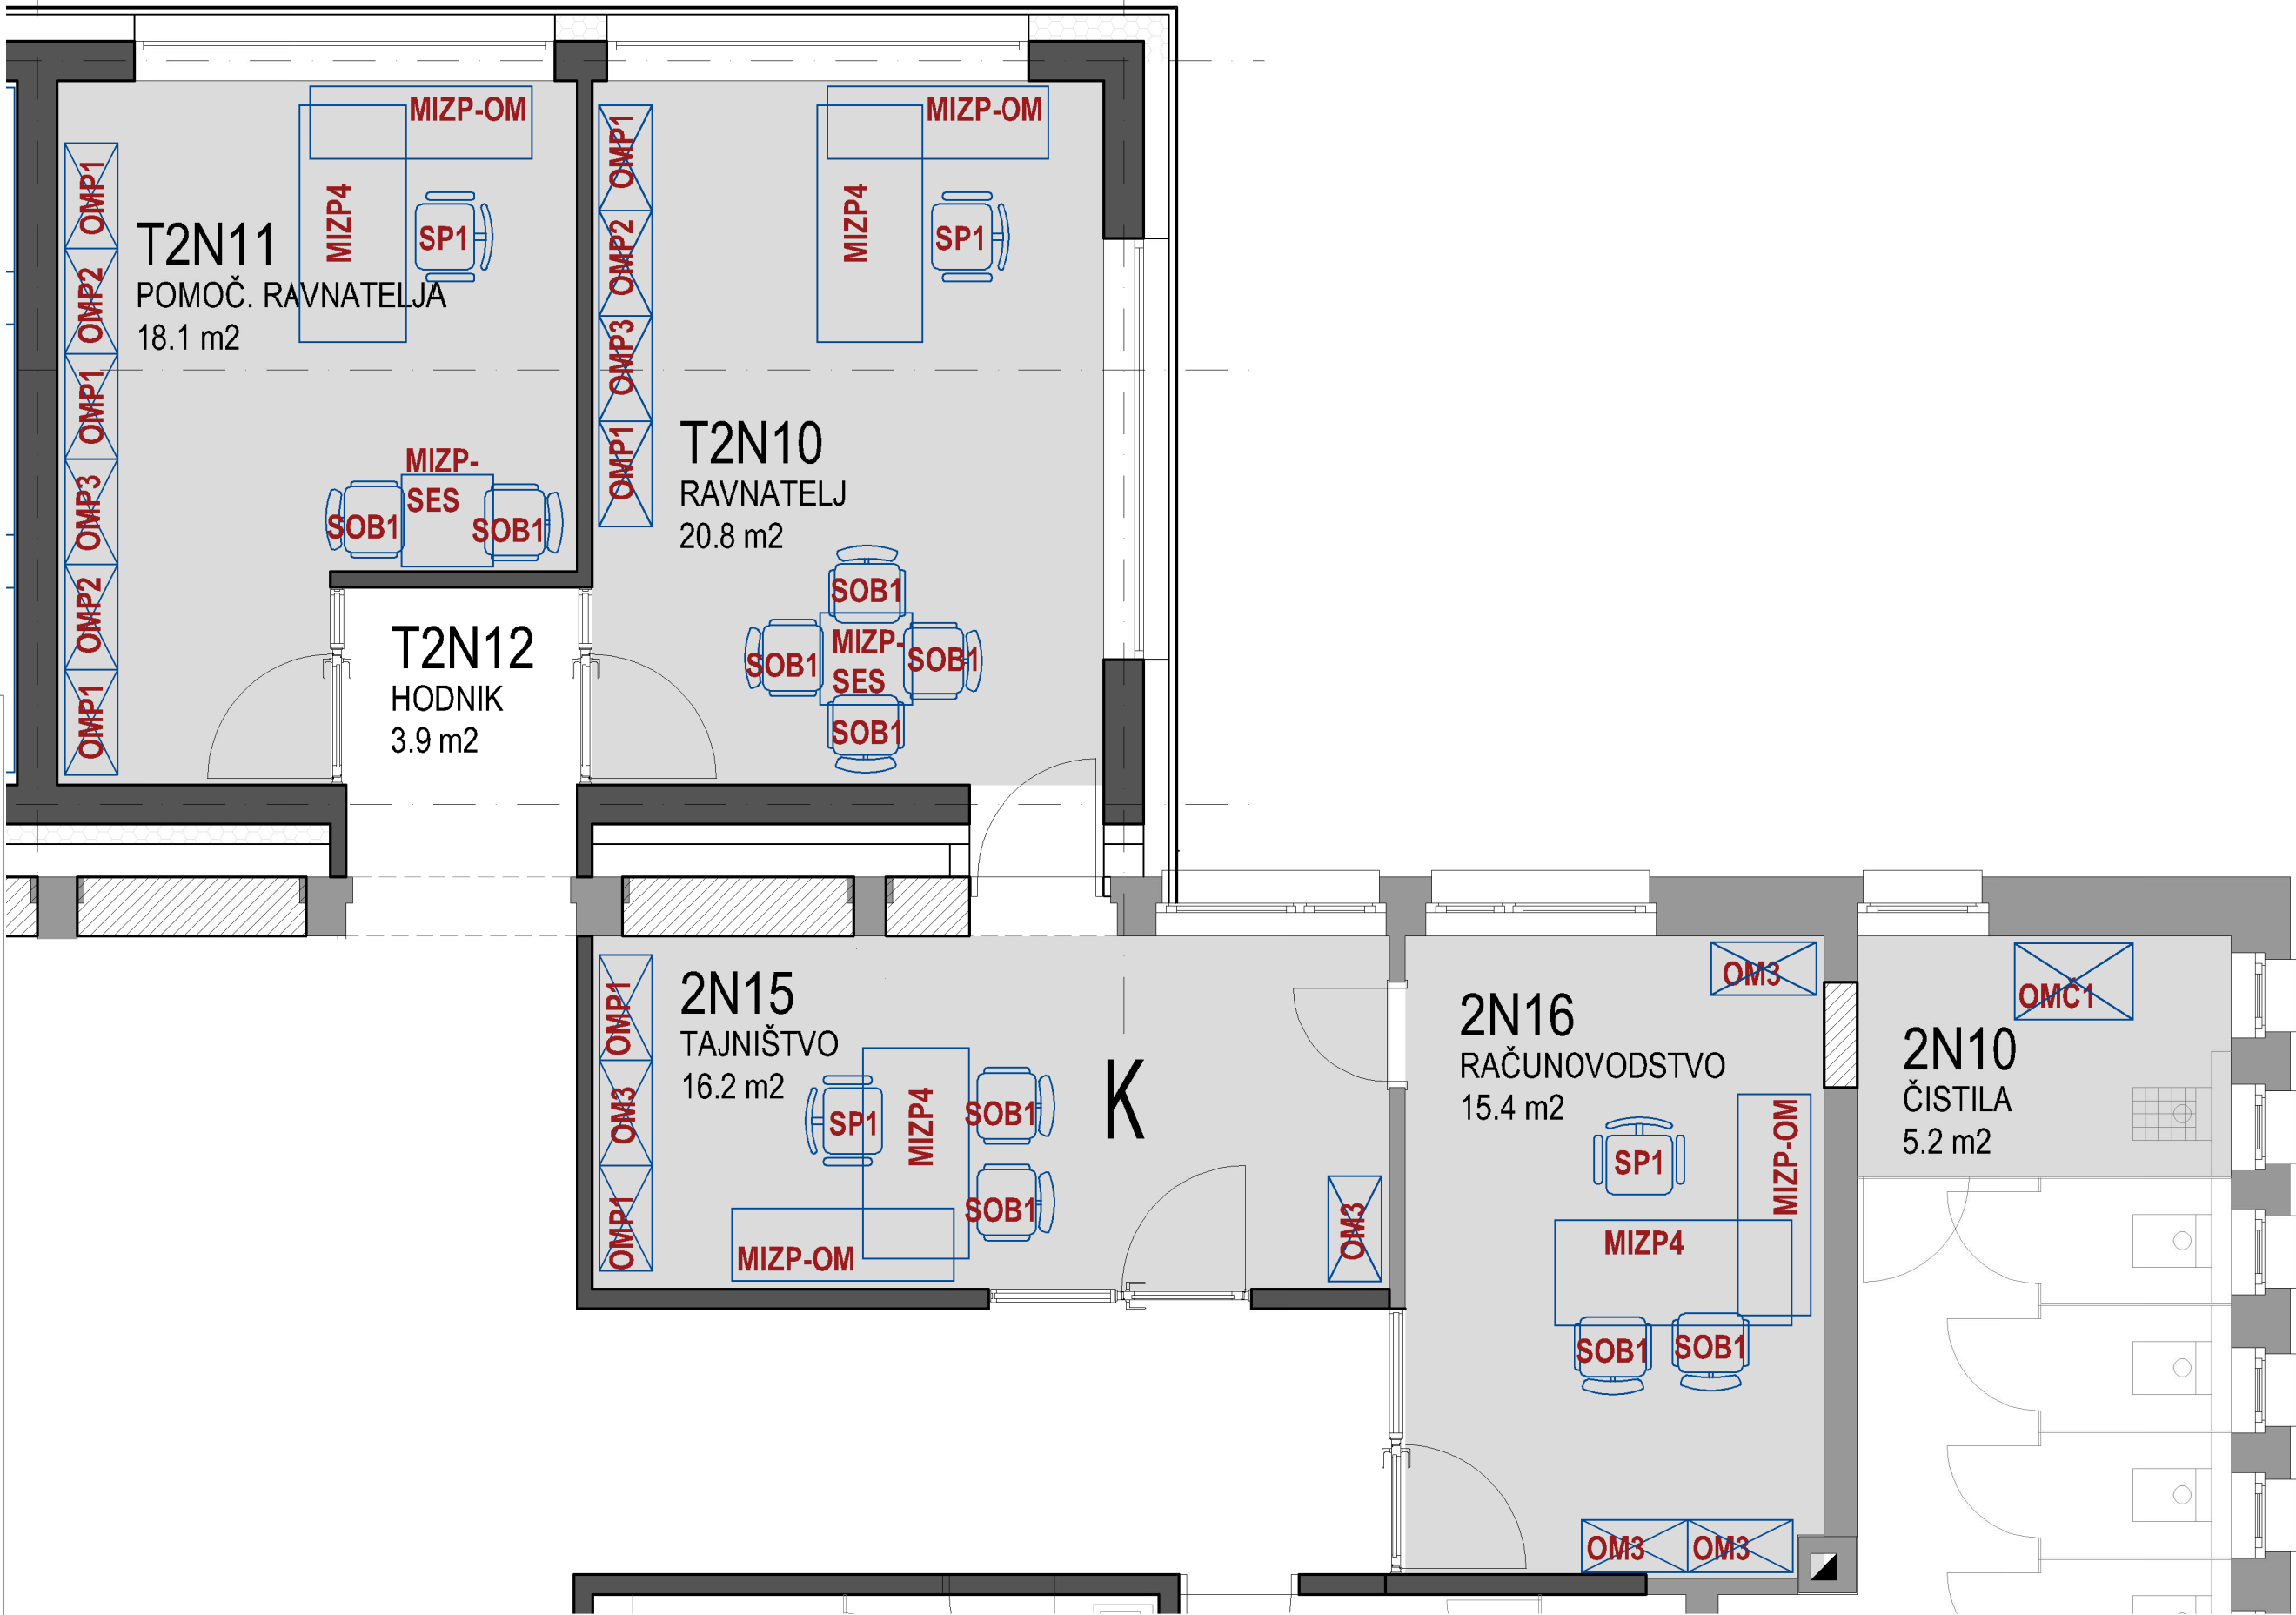 MIZP-OM
MIZP4
SP1
OMP1
OMP2
OMP1
OMP3
OMP2
OMP1
T2N11
POMOČ. RAVNATELJA
18.1 m2
MIZP-
SES
SOB1
SOB1
MIZP-OM
MIZP4
SP1
OMP1
OMP2
OMP3
OMP1
T2N10
RAVNATELJ
20.8 m2
SOB1
MIZP-
SES
SOB1
SOB1
SOB1
T2N12
HODNIK
3.9 m2
OMP1
OM3
OMP1
2N15
TAJNIŠTVO
16.2 m2
SP1
MIZP4
SOB1
SOB1
MIZP-OM
K
OM3
OM3
2N16
RAČUNOVODSTVO
15.4 m2
SP1
MIZP-OM
MIZP4
SOB1
SOB1
OM3
OM3
OMC1
2N10
ČISTILA
5.2 m2